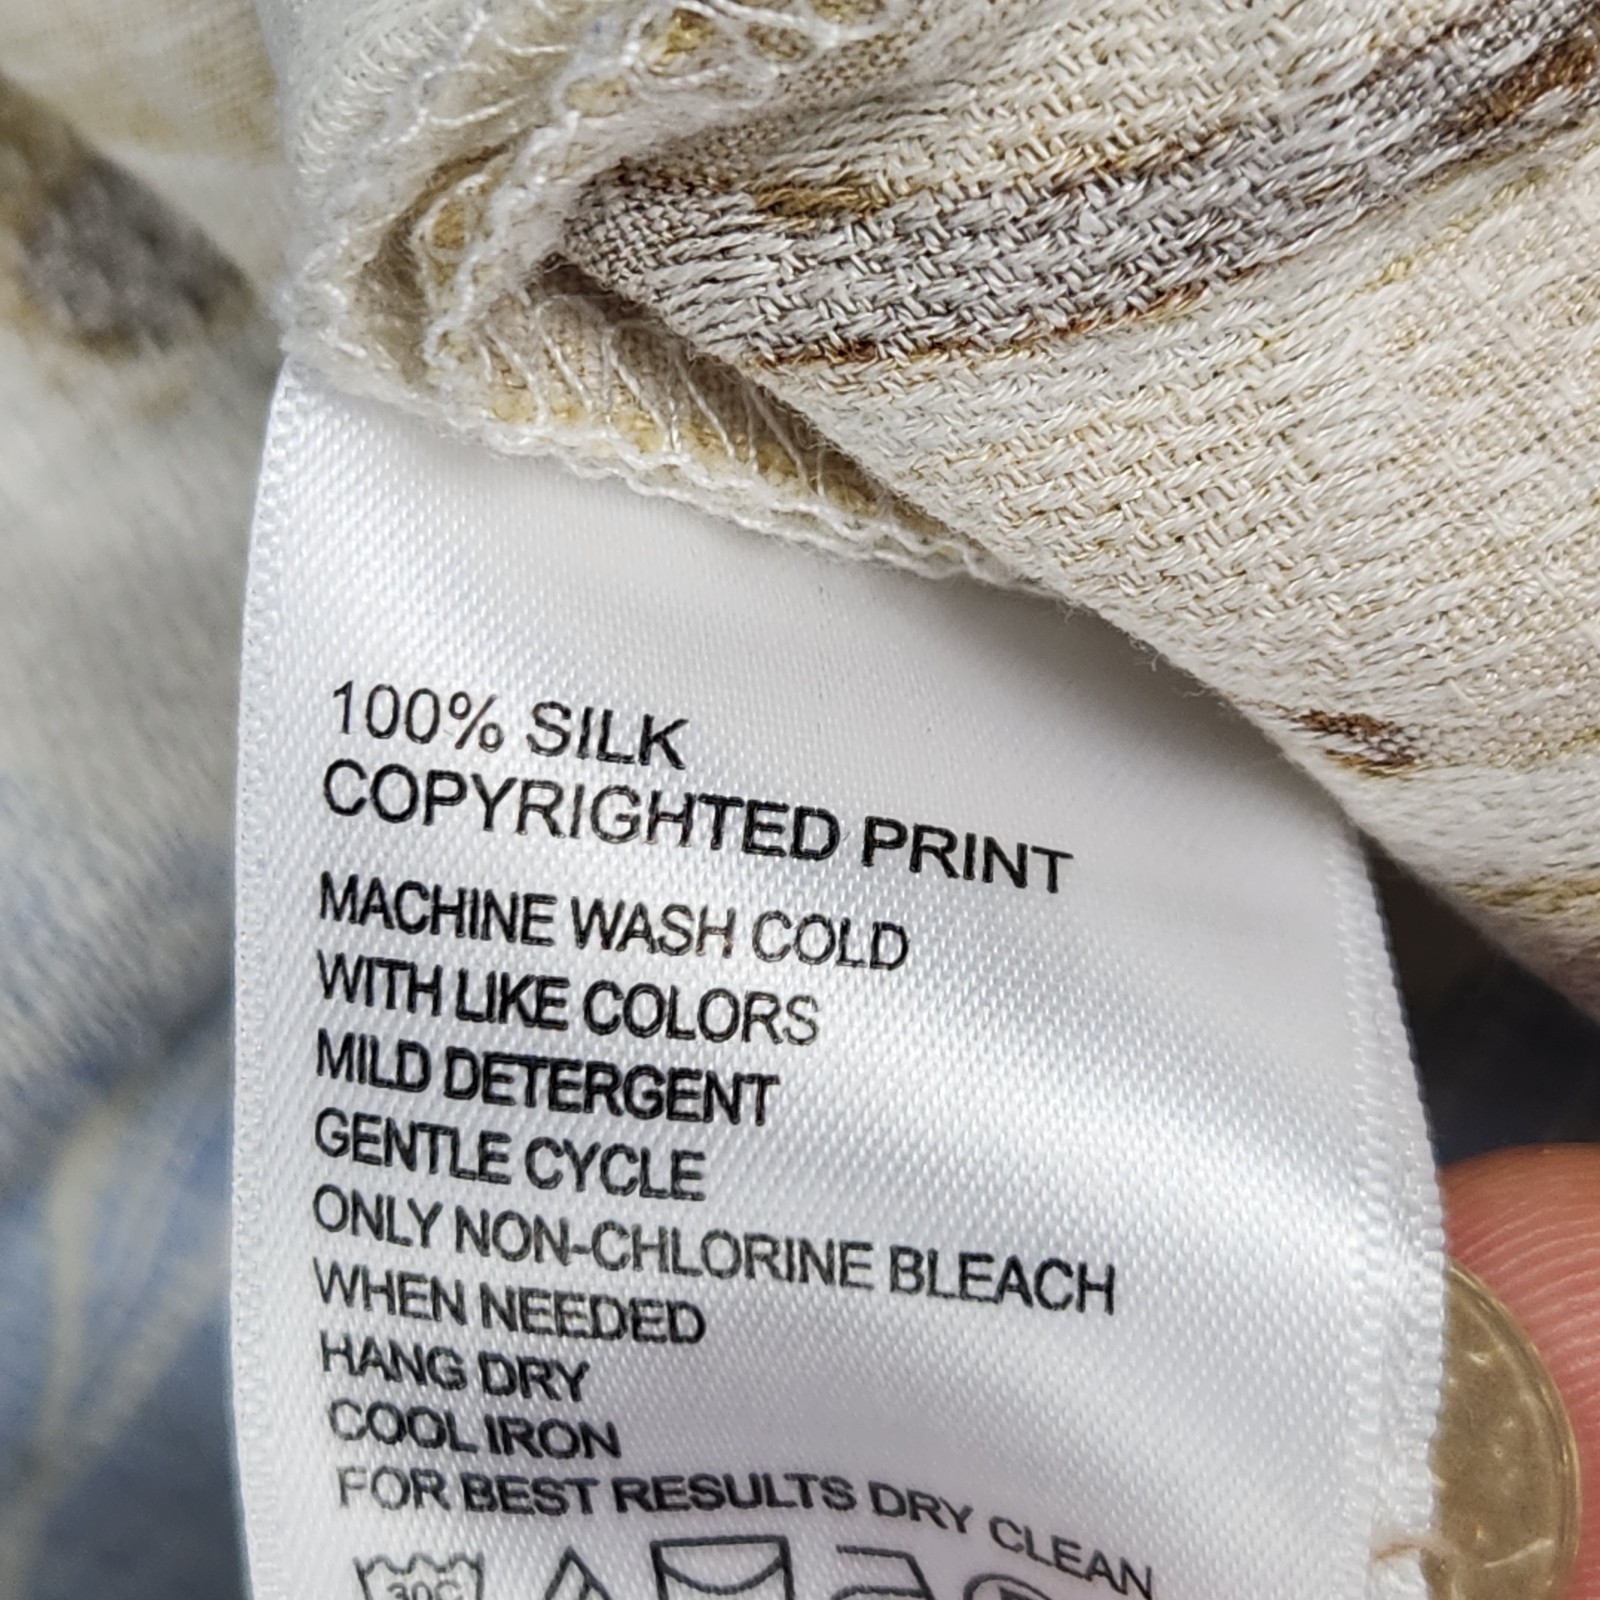 100% SILK
COPYRIGHTED PRINT
MACHINE WASH COLD
WITH LIKE COLORS
MILD DETERGENT
GENTLE CYCLE
ONLY NON-CHLORINE BLEACH
WHEN NEEDED
HANG DRY
COOL IRON
FOR BEST RESULTS DRY CLEAN
30C